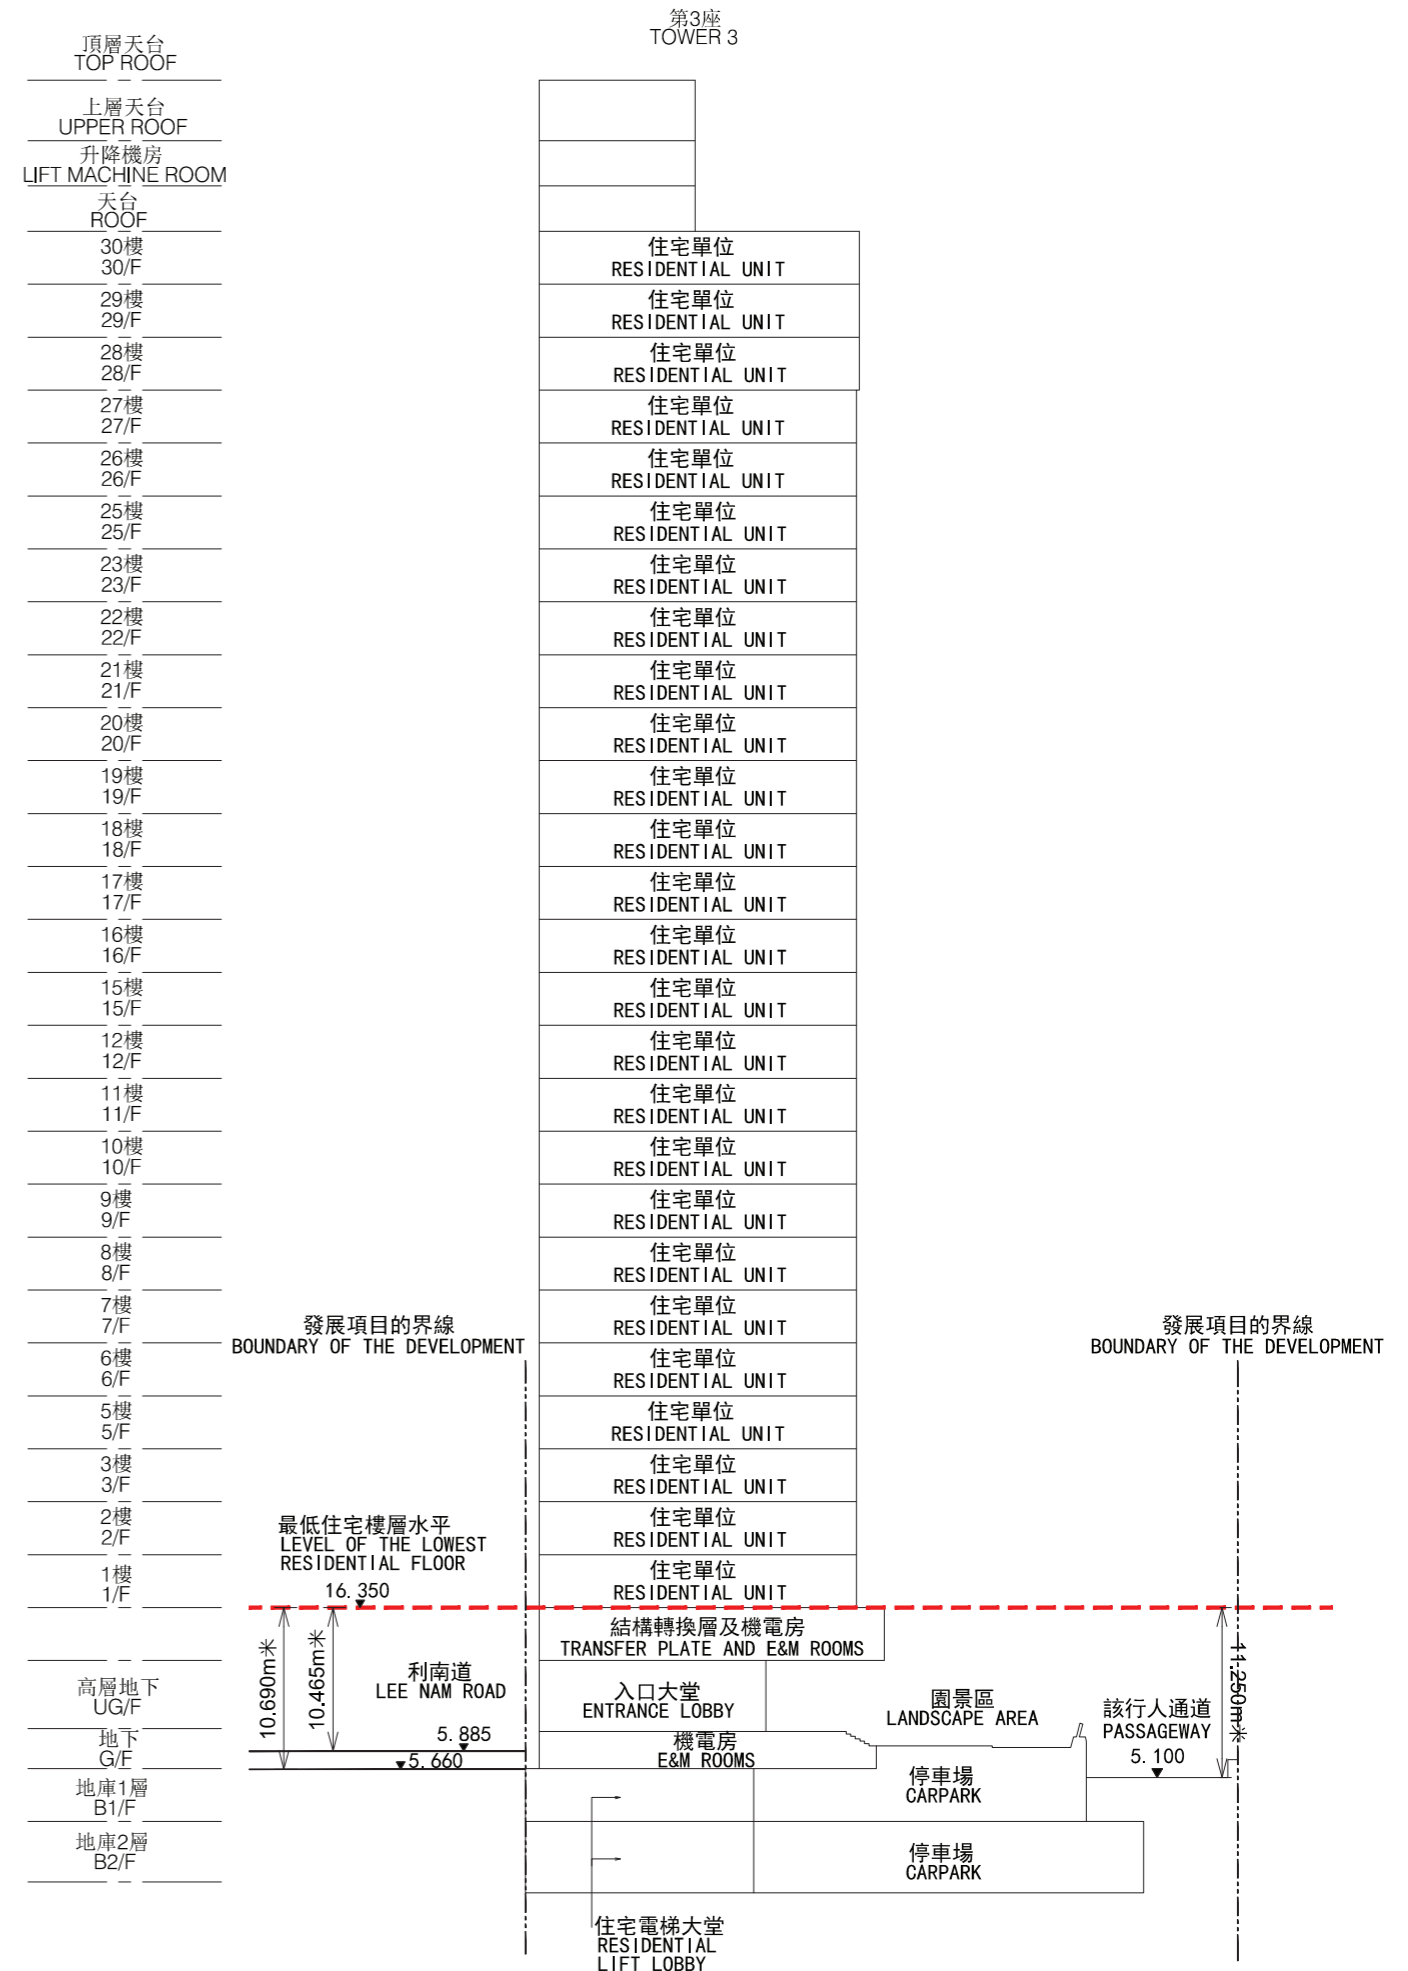 第3座
TOWER 3
頂層天台
TOP ROOF
上層天台
UPPER ROOF
升降機房
LIFT MACHINE ROOM
天台
ROOF
30樓
30/F
住宅單位
RESIDENTIAL UNIT
29樓
29/F
住宅單位
RESIDENTIAL UNIT
28樓
28/F
住宅單位
RESIDENTIAL UNIT
27樓
27/F
住宅單位
RESIDENTIAL UNIT
26樓
26/F
住宅單位
RESIDENTIAL UNIT
25樓
25/F
住宅單位
RESIDENTIAL UNIT
23樓
23/F
住宅單位
RESIDENTIAL UNIT
22樓
22/F
住宅單位
RESIDENTIAL UNIT
21樓
21/F
住宅單位
RESIDENTIAL UNIT
20樓
20/F
住宅單位
RESIDENTIAL UNIT
19樓
19/F
住宅單位
RESIDENTIAL UNIT
18樓
18/F
住宅單位
RESIDENTIAL UNIT
17樓
17/F
住宅單位
RESIDENTIAL UNIT
16樓
16/F
住宅單位
RESIDENTIAL UNIT
15樓
15/F
住宅單位
RESIDENTIAL UNIT
12樓
12/F
住宅單位
RESIDENTIAL UNIT
11樓
11/F
住宅單位
RESIDENTIAL UNIT
10樓
10/F
住宅單位
RESIDENTIAL UNIT
9樓
9/F
住宅單位
RESIDENTIAL UNIT
8樓
8/F
住宅單位
RESIDENTIAL UNIT
7樓
7/F
住宅單位
RESIDENTIAL UNIT
發展項目的界線
BOUNDARY OF THE DEVELOPMENT
發展項目的界線
BOUNDARY OF THE DEVELOPMENT
6樓
6/F
住宅單位
RESIDENTIAL UNIT
5樓
5/F
住宅單位
RESIDENTIAL UNIT
3樓
3/F
住宅單位
RESIDENTIAL UNIT
2樓
2/F
住宅單位
RESIDENTIAL UNIT
最低住宅樓層水平
LEVEL OF THE LOWEST
RESIDENTIAL FLOOR
16.350
1樓
1/F
住宅單位
RESIDENTIAL UNIT
結構轉換層及機電房
TRANSFER PLATE AND E&M ROOMS
10.690m米
10.465m米
11.250m米
高層地下
UG/F
利南道
LEE NAM ROAD
入口大堂
ENTRANCE LOBBY
園景區
LANDSCAPE AREA
該行人通道
PASSAGEWAY
5.100
地下
G/F
5.885
5.660
機電房
E&M ROOMS
地庫1層
B1/F
停車場
CARPARK
地庫2層
B2/F
停車場
CARPARK
住宅電梯大堂
RESIDENTIAL
LIFT LOBBY